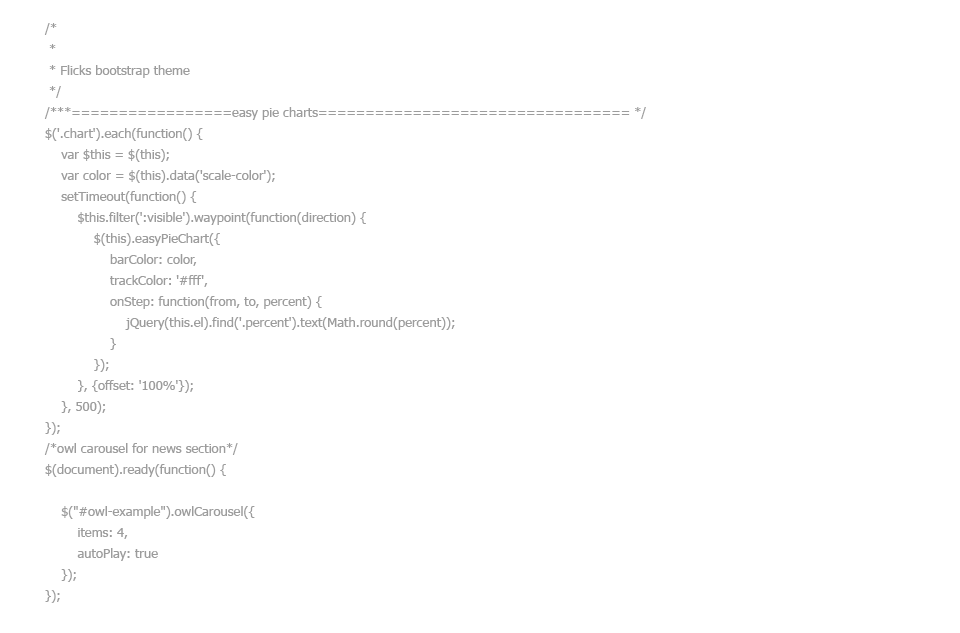 /*
 *
 * Flicks bootstrap theme
 */
/***=================easy pie charts================================= */
$('.chart').each(function() {
    var $this = $(this);
    var color = $(this).data('scale-color');
    setTimeout(function() {
        $this.filter(':visible').waypoint(function(direction) {
            $(this).easyPieChart({
                barColor: color,
                trackColor: '#fff',
                onStep: function(from, to, percent) {
                    jQuery(this.el).find('.percent').text(Math.round(percent));
                }
            });
        }, {offset: '100%'});
    }, 500);
});
/*owl carousel for news section*/
$(document).ready(function() {

    $("#owl-example").owlCarousel({
        items: 4,
        autoPlay: true
    });
});